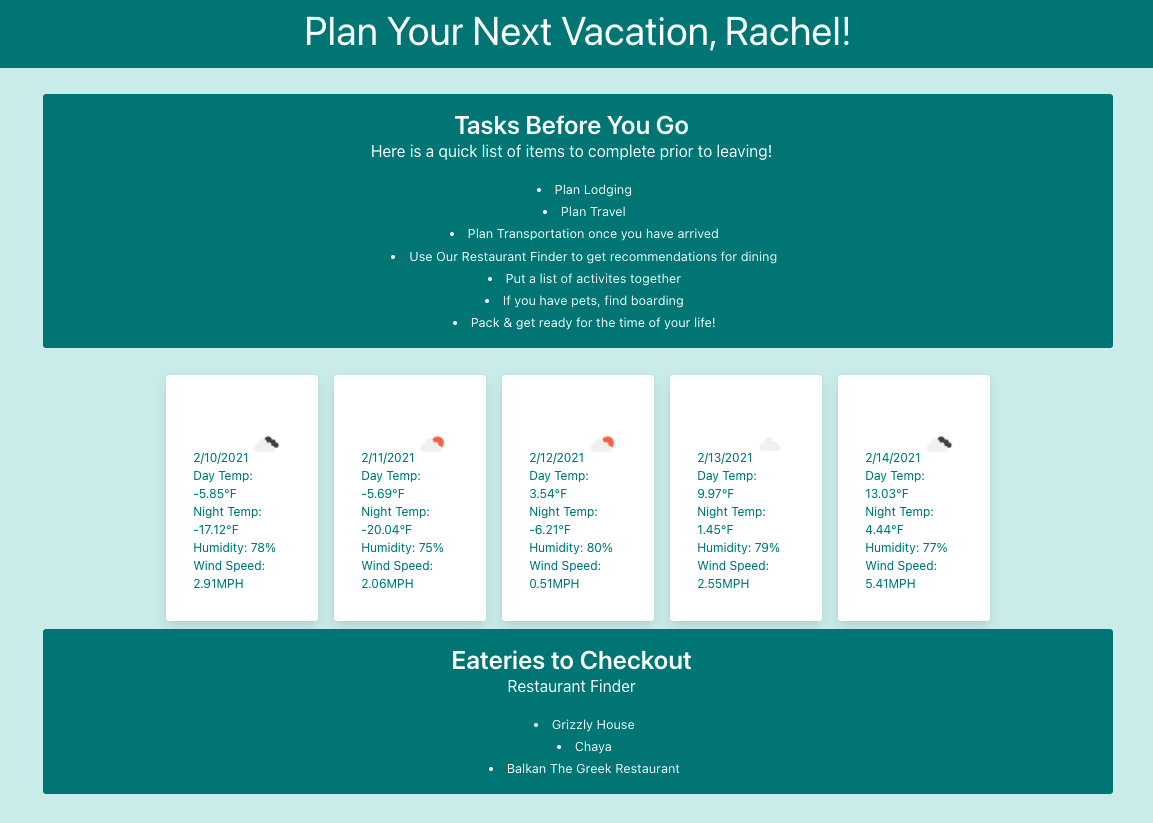 Plan Your Next Vacation, Rachel!
Tasks Before You Go
Here is a quick list of items to complete prior to leaving!
• Plan Lodging
• Plan Travel
• Plan Transportation once you have arrived
• Use Our Restaurant Finder to get recommendations for dining
• Put a list of activites together
• If you have pets, find boarding
• Pack & get ready for the time of your life!
2/10/2021
Day Temp:
-5.85°F
Night Temp:
-17.12°F
Humidity: 78%
Wind Speed:
2.91MPH
2/11/2021
Day Temp:
-5.69°F
Night Temp:
-20.04°F
Humidity: 75%
Wind Speed:
2.06MPH
2/12/2021
Day Temp:
3.54°F
Night Temp:
-6.21°F
Humidity: 80%
Wind Speed:
0.51MPH
2/13/2021
Day Temp:
9.97°F
Night Temp:
1.45°F
Humidity: 79%
Wind Speed:
2.55MPH
2/14/2021
Day Temp:
13.03°F
Night Temp:
4.44°F
Humidity: 77%
Wind Speed:
5.41MPH
Eateries to Checkout
Restaurant Finder
• Grizzly House
• Chaya
• Balkan The Greek Restaurant